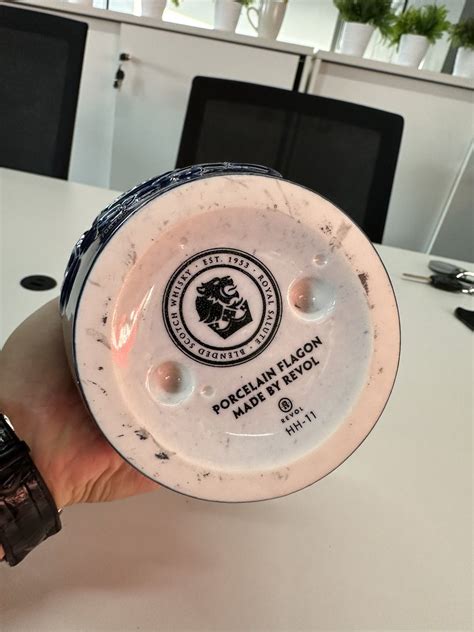 EST. 1953 · ROYAL SALUTE · BLENDED SCOTCH WHISKY ·
PORCELAIN FLAGON
MADE BY REVOL
R
REVOL
HH-11